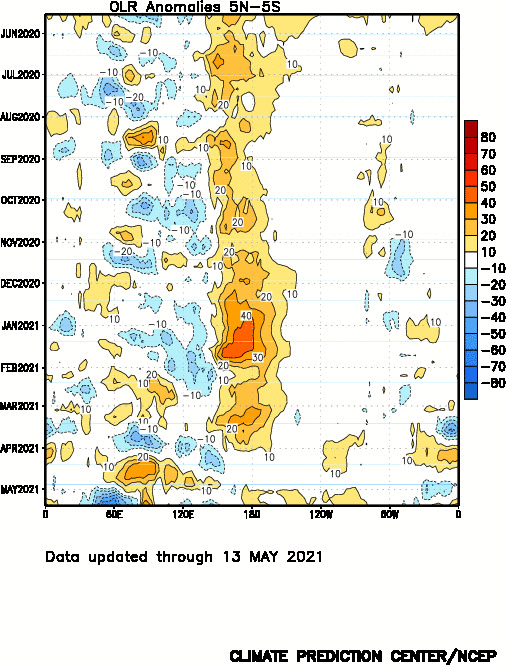 OLR Anomalies 5N-5S
JUN2020
JUL2020
AUG2020
SEP2020
OCT2020
NOV2020
DEC2020
JAN2021
FEB2021
MAR2021
APR2021
MAY2021
0 60E 120E 180 120W 60W 0
80
70
60
50
40
30
20
10
-10
-20
-30
-40
-50
-60
-70
-80
Data updated through 13 MAY 2021
CLIMATE PREDICTION CENTER/NCEP